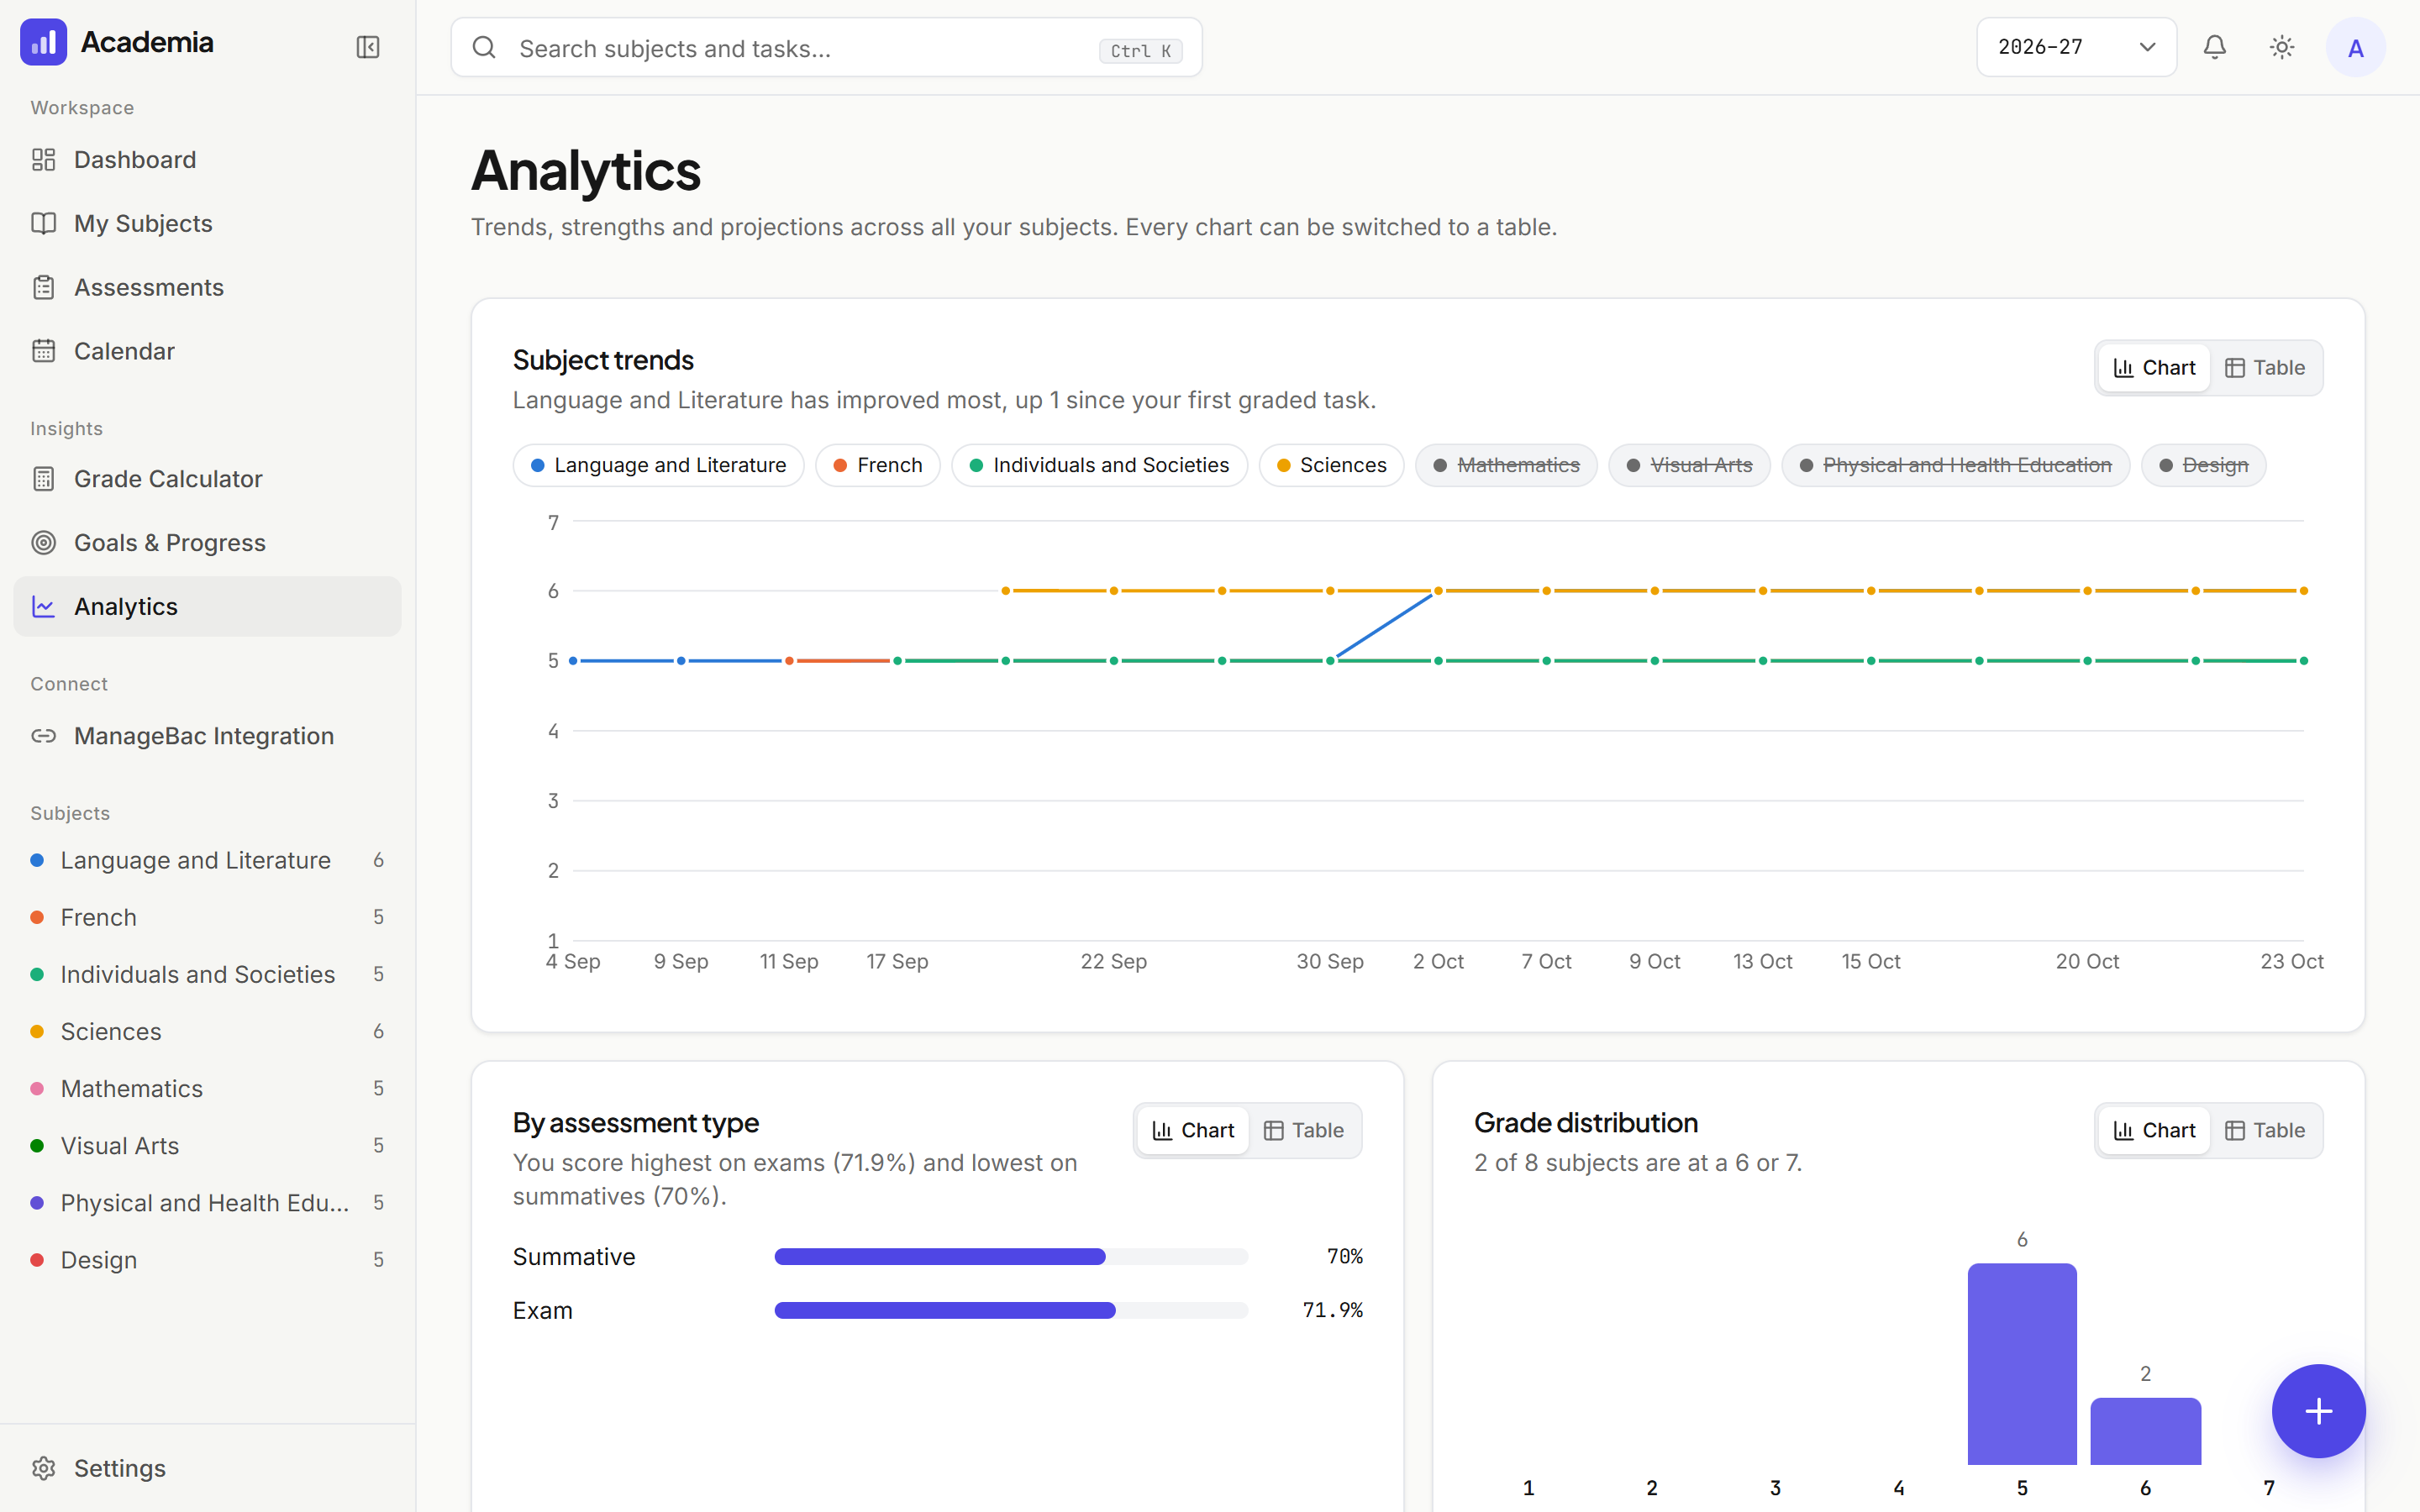 Academia
Workspace
Dashboard
My Subjects
Assessments
Calendar
Insights
Grade Calculator
Goals & Progress
Analytics
Connect
ManageBac Integration
Subjects
Language and Literature 6
French 5
Individuals and Societies 5
Sciences 6
Mathematics 5
Visual Arts 5
Physical and Health Edu... 5
Design 5
Settings
Search subjects and tasks... Ctrl K
2026-27
A
Analytics
Trends, strengths and projections across all your subjects. Every chart can be switched to a table.
Subject trends
Chart Table
Language and Literature has improved most, up 1 since your first graded task.
Language and Literature French Individuals and Societies Sciences Mathematics Visual Arts Physical and Health Education Design
7
6
5
4
3
2
1
4 Sep 9 Sep 11 Sep 17 Sep 22 Sep 30 Sep 2 Oct 7 Oct 9 Oct 13 Oct 15 Oct 20 Oct 23 Oct
By assessment type
Chart Table
You score highest on exams (71.9%) and lowest on
summatives (70%).
Summative 70%
Exam 71.9%
Grade distribution
Chart Table
2 of 8 subjects are at a 6 or 7.
6
2
1 2 3 4 5 6 7